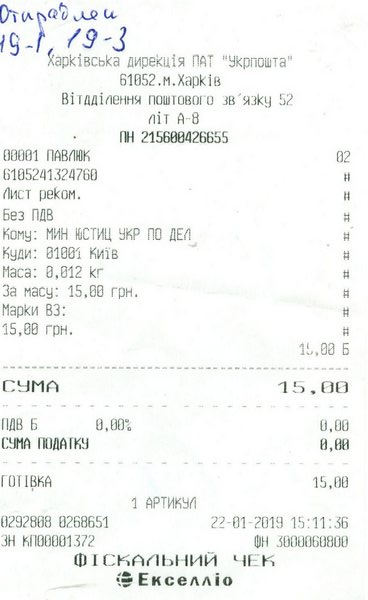 Отправлен
19-1, 19-3
Харківська дирекція ПАТ "Укрпошта"
61052.м.Харків
Вітдділення поштового зв'язку 52
літ А-8
ПН 215600426655
00001 ПАВЛЮК 02
6105241324760 #
Лист реком. #
Без ПДВ #
Кому: МИН ЮСТИЦ УКР ПО ДЕЛ #
Куди: 01001 Київ #
Маса: 0,012 kг #
За масу: 15,00 грн. #
Марки ВЗ: #
15,00 грн. #
15,00 Б
СУМА 15,00
ПДВ Б 0,00% 0,00
СУМА ПОДАТКУ 0,00
ГОТІВКА 15,00
1 АРТИКУЛ
0292808 0268651 22-01-2019 15:11:36
ЗН КП00001372 ФН 3000060800
ФІСКАЛЬНИЙ ЧЕК
Екселліо